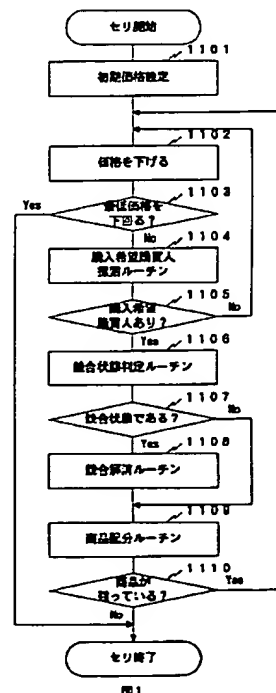 セリ開始
1101
初期価格設定
1102
価格を下げる
1103
最低価格を
下回る?
Yes
No
1104
購入希望購買人
探索ルーチン
1105
購入希望
購買人あり?
No
Yes
1106
競合状態判定ルーチン
1107
競合状態である?
No
Yes
1108
競合解消ルーチン
1109
商品配分ルーチン
1110
商品が
残っている?
Yes
No
セリ終了
図1